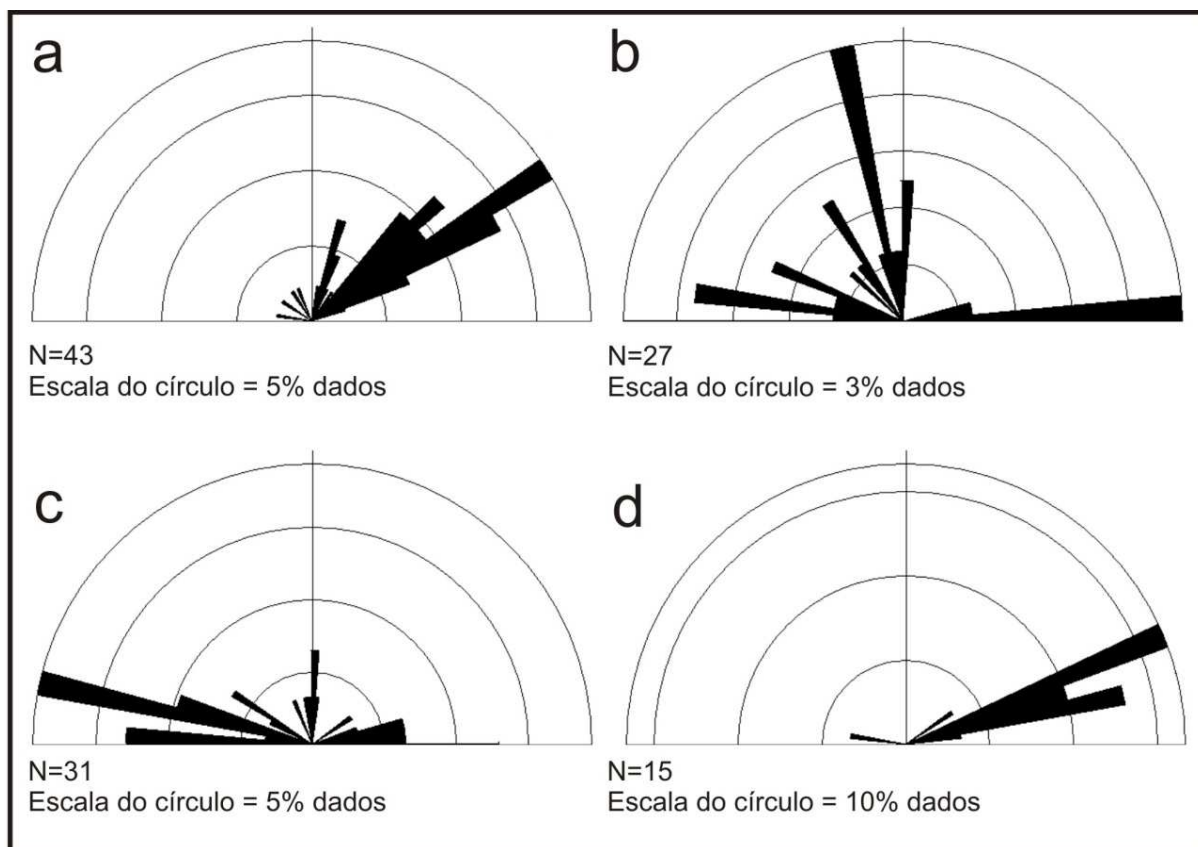 a
b
N=43
Escala do círculo = 5% dados
N=27
Escala do círculo = 3% dados
c
d
N=31
Escala do círculo = 5% dados
N=15
Escala do círculo = 10% dados